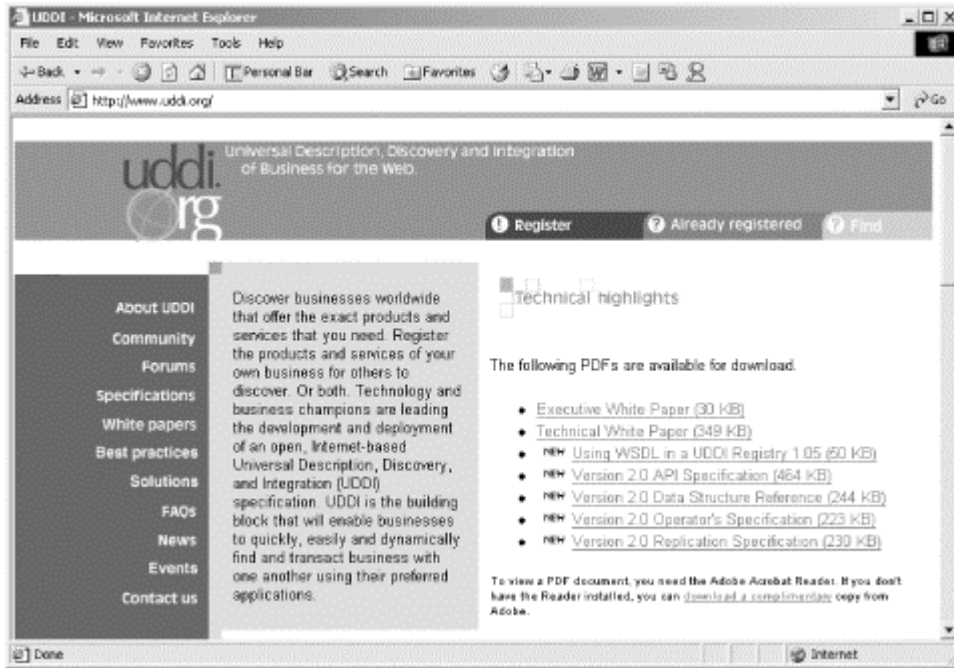 UDDI - Microsoft Internet Explorer
File Edit View Favorites Tools Help
Back Personal Bar Search Favorites
Address http://www.uddi.org/ Go
uddi.
org
Universal Description, Discovery and Integration
of Business for the Web.
Register Already registered Find
About UDDI
Community
Forums
Specifications
White papers
Best practices
Solutions
FAQs
News
Events
Contact us
Discover businesses worldwide
that offer the exact products and
services that you need. Register
the products and services of your
own business for others to
discover. Or both. Technology and
business champions are leading
the development and deployment
of an open, Internet-based
Universal Description, Discovery,
and Integration (UDDI)
specification. UDDI is the building
block that will enable businesses
to quickly, easily and dynamically
find and transact business with
one another using their preferred
applications.
Technical highlights
The following PDFs are available for download.
• Executive White Paper (30 KB)
• Technical White Paper (349 KB)
• NEW Using WSDL in a UDDI Registry 1.05 (60 KB)
• NEW Version 2.0 API Specification (464 KB)
• NEW Version 2.0 Data Structure Reference (244 KB)
• NEW Version 2.0 Operator's Specification (223 KB)
• NEW Version 2.0 Replication Specification (230 KB)
To view a PDF document, you need the Adobe Acrobat Reader. If you don't
have the Reader installed, you can download a complimentary copy from
Adobe.
Done Internet